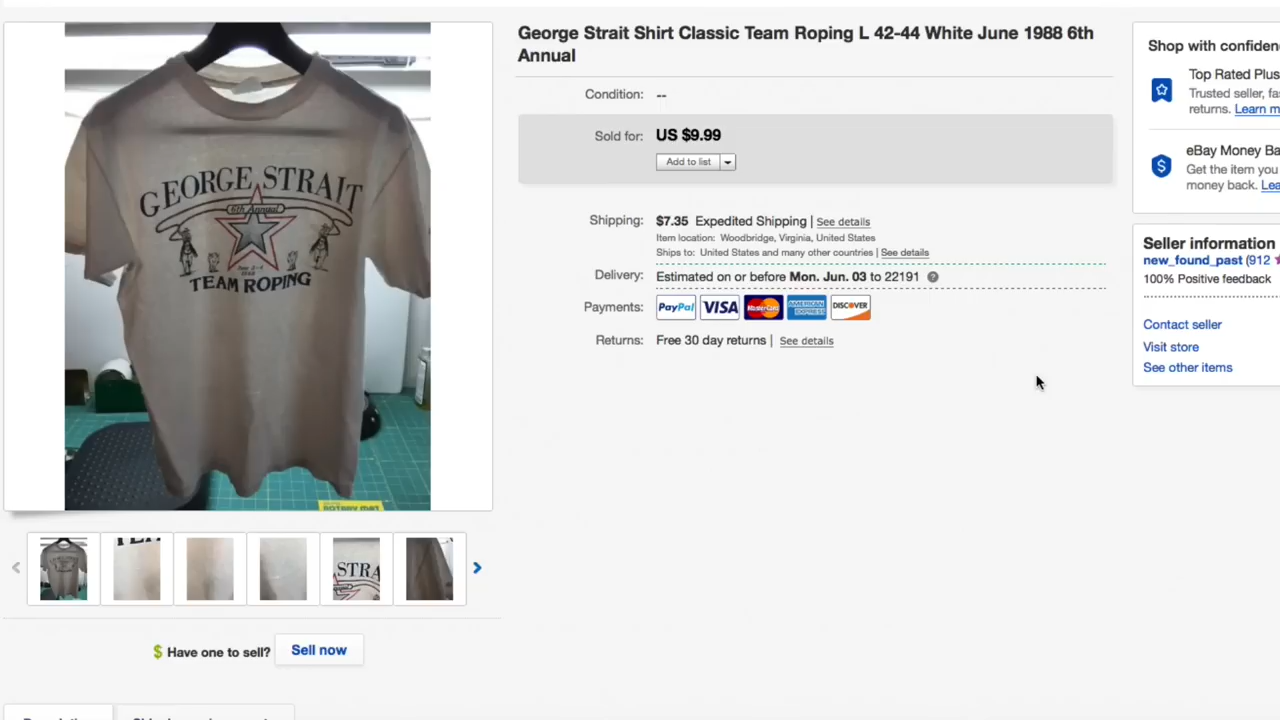 George Strait Shirt Classic Team Roping L 42-44 White June 1988 6th
Annual
Condition: --
Sold for: US $9.99
Add to list
Shipping: $7.35 Expedited Shipping | See details
Item location: Woodbridge, Virginia, United States
Ships to: United States and many other countries | See details
Delivery: Estimated on or before Mon. Jun. 03 to 22191 ?
Payments: PayPal VISA MasterCard AMERICAN EXPRESS DISCOVER
Returns: Free 30 day returns | See details
Shop with
Top Rated Plus
Trusted seller,
returns. Learn
eBay Money
Get the item you
money back.
Seller information
new_found_past (912
100% Positive feedback
Contact seller
Visit store
See other items
GEORGE STRAIT
6th Annual
1988
TEAM ROPING
ROTARY MAT
STRA
$ Have one to sell? Sell now